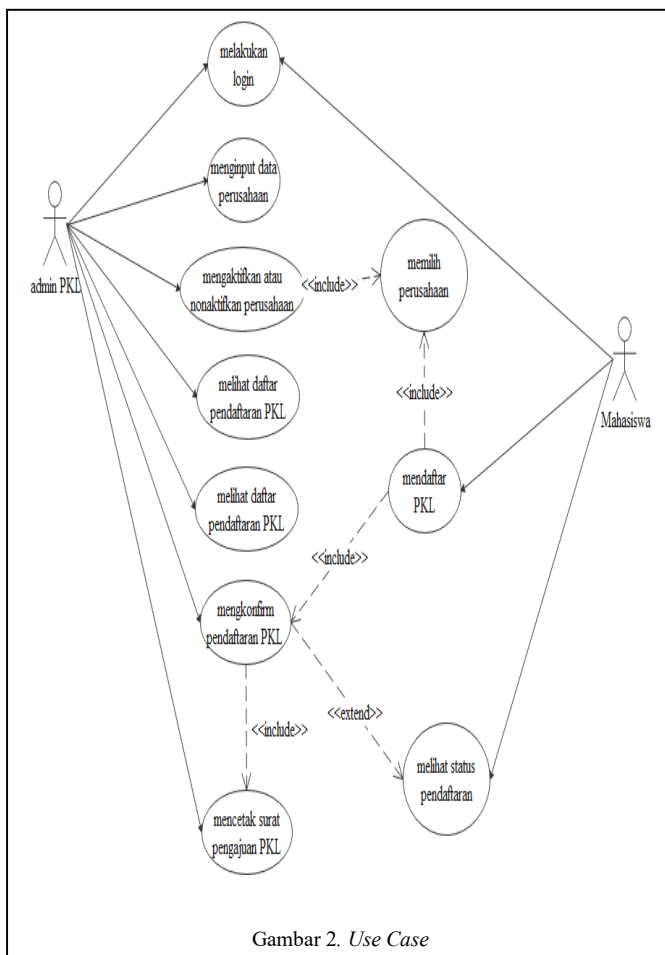 melakukan
login
menginput data
perusahaan
admin PKL
mengaktifkan atau
nonaktifkan perusahaan
<<include>>
memilih
perusahaan
melihat daftar
pendaftaran PKL
<<include>>
Mahasiswa
mendaftar
PKL
melihat daftar
pendaftaran PKL
<<include>>
mengkonfirm
pendaftaran PKL
<<include>>
<<extend>>
melihat status
pendaftaran
mencetak surat
pengajuan PKL
Gambar 2. Use Case